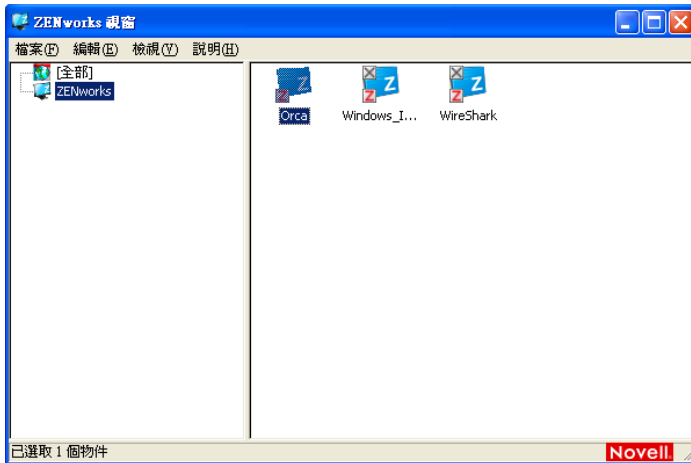 ZENworks 視窗
檔案(F) 編輯(E) 檢視(V) 說明(H)
[全部]
ZENworks
Orca
Windows_I...
WireShark
已選取 1 個物件
Novell.